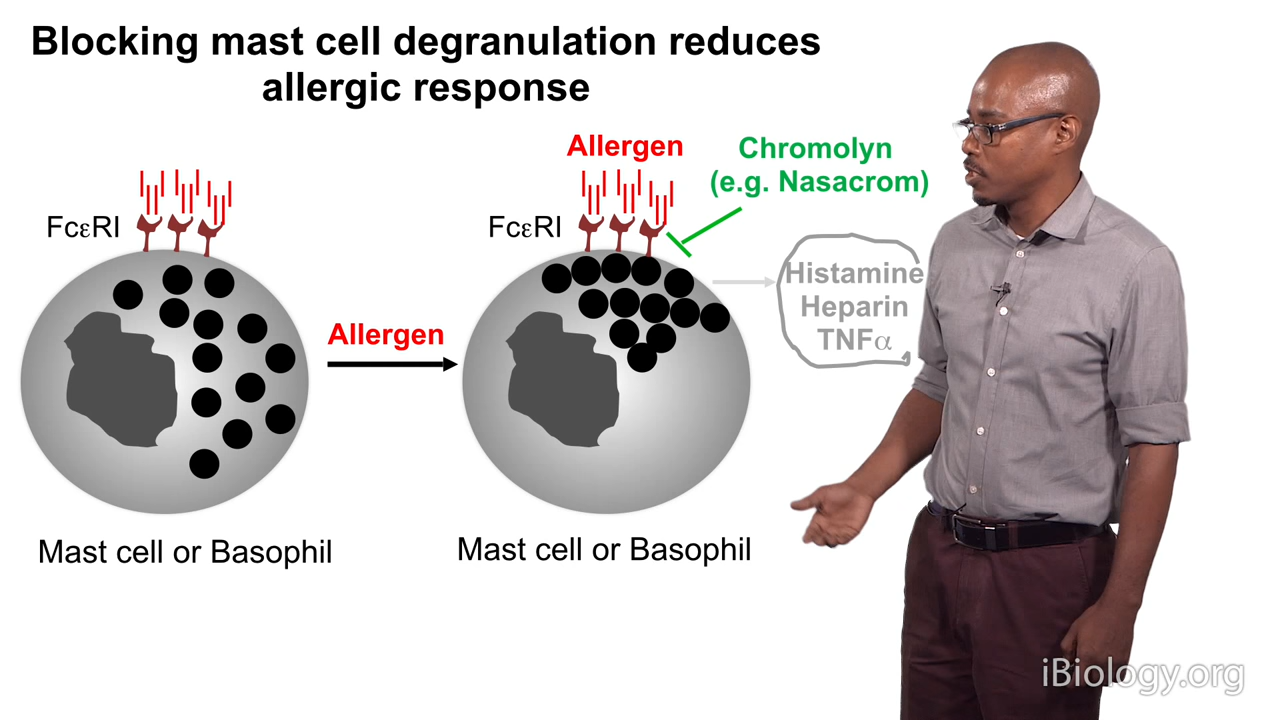 Blocking mast cell degranulation reduces
allergic response
Allergen
Chromolyn
(e.g. Nasacrom)
FcεRI
FcεRI
Histamine
Heparin
TNFα
Allergen
Mast cell or Basophil
Mast cell or Basophil
iBiology.org